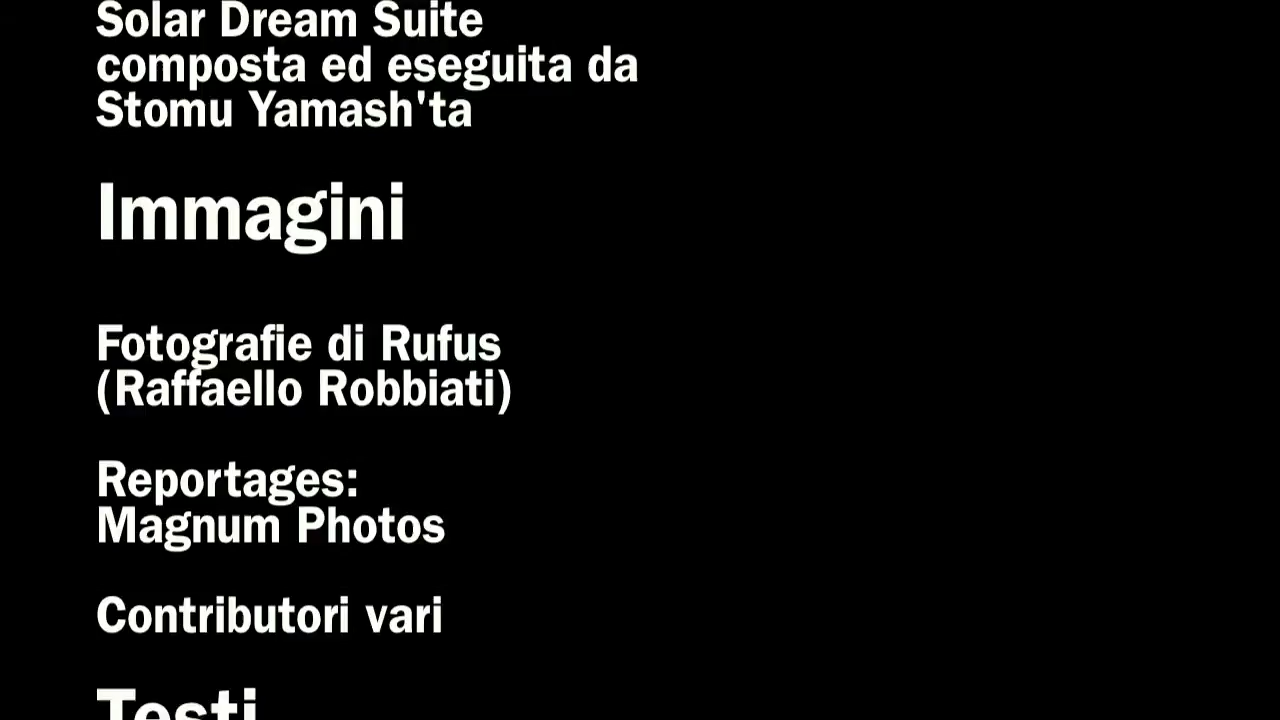 Solar Dream Suite
composta ed eseguita da
Stomu Yamash'ta
Immagini
Fotografie di Rufus
(Raffaello Robbiati)
Reportages:
Magnum Photos
Contributori vari
Testi